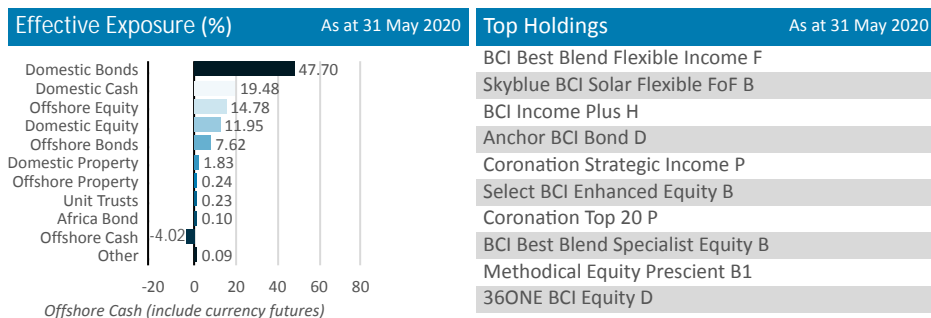 Effective Exposure (%) As at 31 May 2020
Domestic Bonds 47.70
Domestic Cash 19.48
Offshore Equity 14.78
Domestic Equity 11.95
Offshore Bonds 7.62
Domestic Property 1.83
Offshore Property 0.24
Unit Trusts 0.23
Africa Bond 0.10
Offshore Cash -4.02
Other 0.09
-20 0 20 40 60 80
Offshore Cash (include currency futures)
Top Holdings As at 31 May 2020
BCI Best Blend Flexible Income F
Skyblue BCI Solar Flexible FoF B
BCI Income Plus H
Anchor BCI Bond D
Coronation Strategic Income P
Select BCI Enhanced Equity B
Coronation Top 20 P
BCI Best Blend Specialist Equity B
Methodical Equity Prescient B1
36ONE BCI Equity D